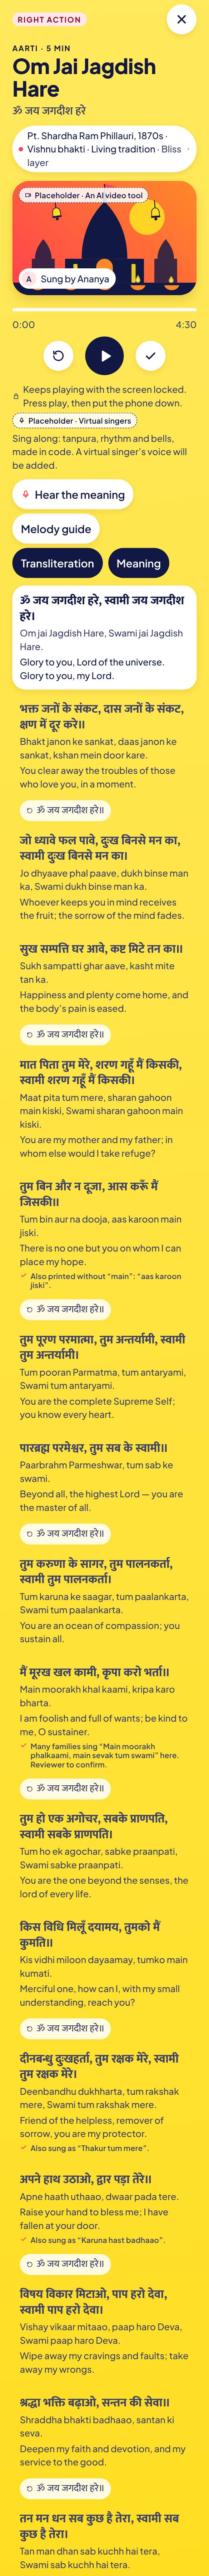 RIGHT ACTION
AARTI · 5 MIN
Om Jai Jagdish
Hare
ॐ जय जगदीश हरे
Pt. Shardha Ram Phillauri, 1870s ·
Vishnu bhakti · Living tradition · Bliss
layer
Placeholder · An AI video tool
A Sung by Ananya
0:00 4:30
Keeps playing with the screen locked.
Press play, then put the phone down.
Placeholder · Virtual singers
Sing along: tanpura, rhythm and bells,
made in code. A virtual singer's voice will
be added.
Hear the meaning
Melody guide
Transliteration Meaning
ॐ जय जगदीश हरे, स्वामी जय जगदीश
हरे।
Om jai Jagdish Hare, Swami jai Jagdish
Hare.
Glory to you, Lord of the universe.
Glory to you, my Lord.
भक्त जनों के संकट, दास जनों के संकट,
क्षण में दूर करे॥
Bhakt janon ke sankat, daas janon ke
sankat, kshan mein door kare.
You clear away the troubles of those
who love you, in a moment.
ॐ जय जगदीश हरे॥
जो ध्यावे फल पावे, दुःख बिनसे मन का,
स्वामी दुःख बिनसे मन का।
Jo dhyaave phal paave, dukh binse man
ka, Swami dukh binse man ka.
Whoever keeps you in mind receives
the fruit; the sorrow of the mind fades.
सुख सम्पत्ति घर आवे, कष्ट मिटे तन का॥
Sukh sampatti ghar aave, kasht mite
tan ka.
Happiness and plenty come home, and
the body's pain is eased.
ॐ जय जगदीश हरे॥
मात पिता तुम मेरे, शरण गहूँ मैं किसकी,
स्वामी शरण गहूँ मैं किसकी।
Maat pita tum mere, sharan gahoon
main kiski, Swami sharan gahoon main
kiski.
You are my mother and my father; in
whom else would I take refuge?
तुम बिन और न दूजा, आस करूँ मैं
जिसकी॥
Tum bin aur na dooja, aas karoon main
jiski.
There is no one but you on whom I can
place my hope.
Also printed without “main”: “aas karoon
jiski”.
ॐ जय जगदीश हरे॥
तुम पूरण परमात्मा, तुम अन्तर्यामी, स्वामी
तुम अन्तर्यामी।
Tum pooran Parmatma, tum antaryami,
Swami tum antaryami.
You are the complete Supreme Self;
you know every heart.
पारब्रह्म परमेश्वर, तुम सब के स्वामी॥
Paarbrahm Parmeshwar, tum sab ke
swami.
Beyond all, the highest Lord — you are
the master of all.
ॐ जय जगदीश हरे॥
तुम करुणा के सागर, तुम पालनकर्ता,
स्वामी तुम पालनकर्ता।
Tum karuna ke saagar, tum paalankarta,
Swami tum paalankarta.
You are an ocean of compassion; you
sustain all.
मैं मूरख खल कामी, कृपा करो भर्ता॥
Main moorakh khal kaami, kripa karo
bharta.
I am foolish and full of wants; be kind to
me, O sustainer.
Many families sing “Main moorakh
phalkaami, main sevak tum swami” here.
Reviewer to confirm.
ॐ जय जगदीश हरे॥
तुम हो एक अगोचर, सबके प्राणपति,
स्वामी सबके प्राणपति।
Tum ho ek agochar, sabke praanpati,
Swami sabke praanpati.
You are the one beyond the senses, the
lord of every life.
किस विधि मिलूँ दयामय, तुमको मैं
कुमति॥
Kis vidhi miloon dayaamay, tumko main
kumati.
Merciful one, how can I, with my small
understanding, reach you?
ॐ जय जगदीश हरे॥
दीनबन्धु दुःखहर्ता, तुम रक्षक मेरे, स्वामी
तुम रक्षक मेरे।
Deenbandhu dukhharta, tum rakshak
mere, Swami tum rakshak mere.
Friend of the helpless, remover of
sorrow, you are my protector.
Also sung as “Thakur tum mere”.
अपने हाथ उठाओ, द्वार पड़ा तेरे॥
Apne haath uthaao, dwaar pada tere.
Raise your hand to bless me; I have
fallen at your door.
Also sung as “Karuna hast badhaao”.
ॐ जय जगदीश हरे॥
विषय विकार मिटाओ, पाप हरो देवा,
स्वामी पाप हरो देवा।
Vishay vikaar mitaao, paap haro Deva,
Swami paap haro Deva.
Wipe away my cravings and faults; take
away my wrongs.
श्रद्धा भक्ति बढ़ाओ, सन्तन की सेवा॥
Shraddha bhakti badhaao, santan ki
seva.
Deepen my faith and devotion, and my
service to the good.
ॐ जय जगदीश हरे॥
तन मन धन सब कुछ है तेरा, स्वामी सब
कुछ है तेरा।
Tan man dhan sab kuchh hai tera,
Swami sab kuchh hai tera.